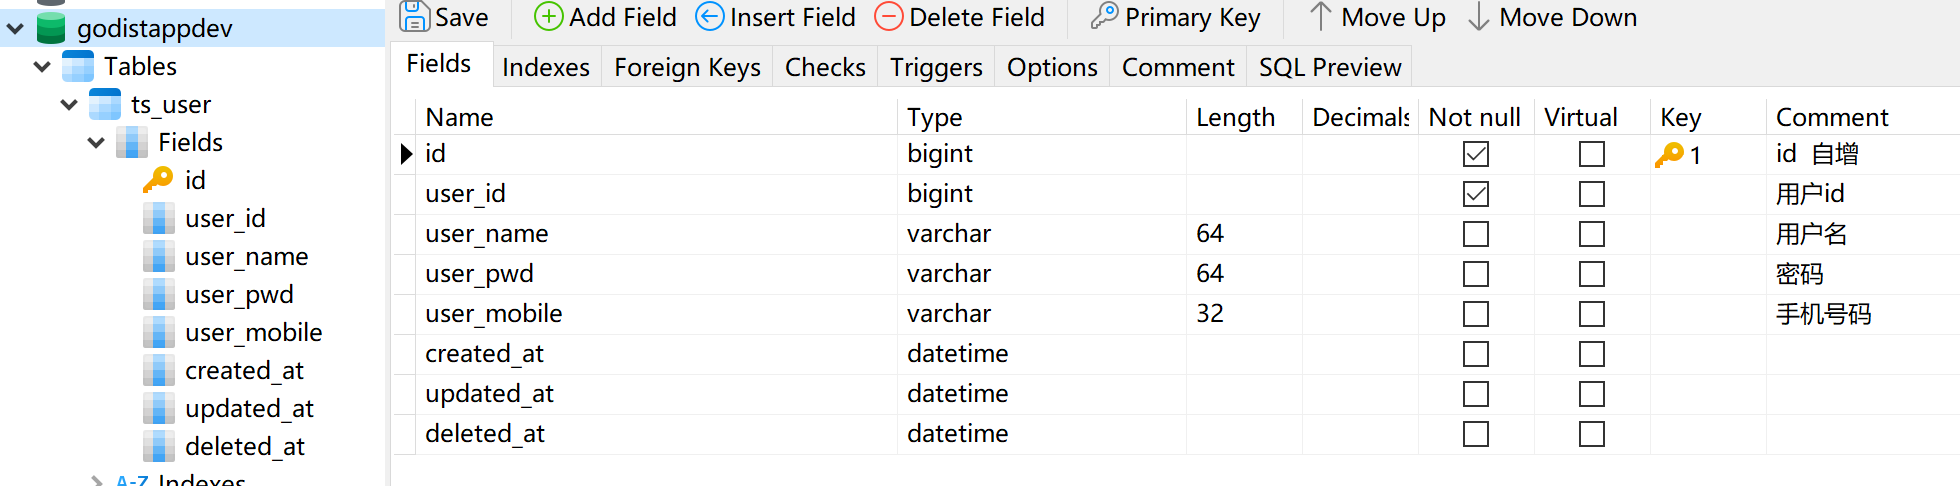 godistappdev
Tables
ts_user
Fields
id
user_id
user_name
user_pwd
user_mobile
created_at
updated_at
deleted_at
A-Z Indexes
Save Add Field Insert Field Delete Field Primary Key Move Up Move Down
Fields Indexes Foreign Keys Checks Triggers Options Comment SQL Preview
Name Type Length Decimals Not null Virtual Key Comment
id bigint 1 id 自增
user_id bigint 用户id
user_name varchar 64 用户名
user_pwd varchar 64 密码
user_mobile varchar 32 手机号码
created_at datetime
updated_at datetime
deleted_at datetime